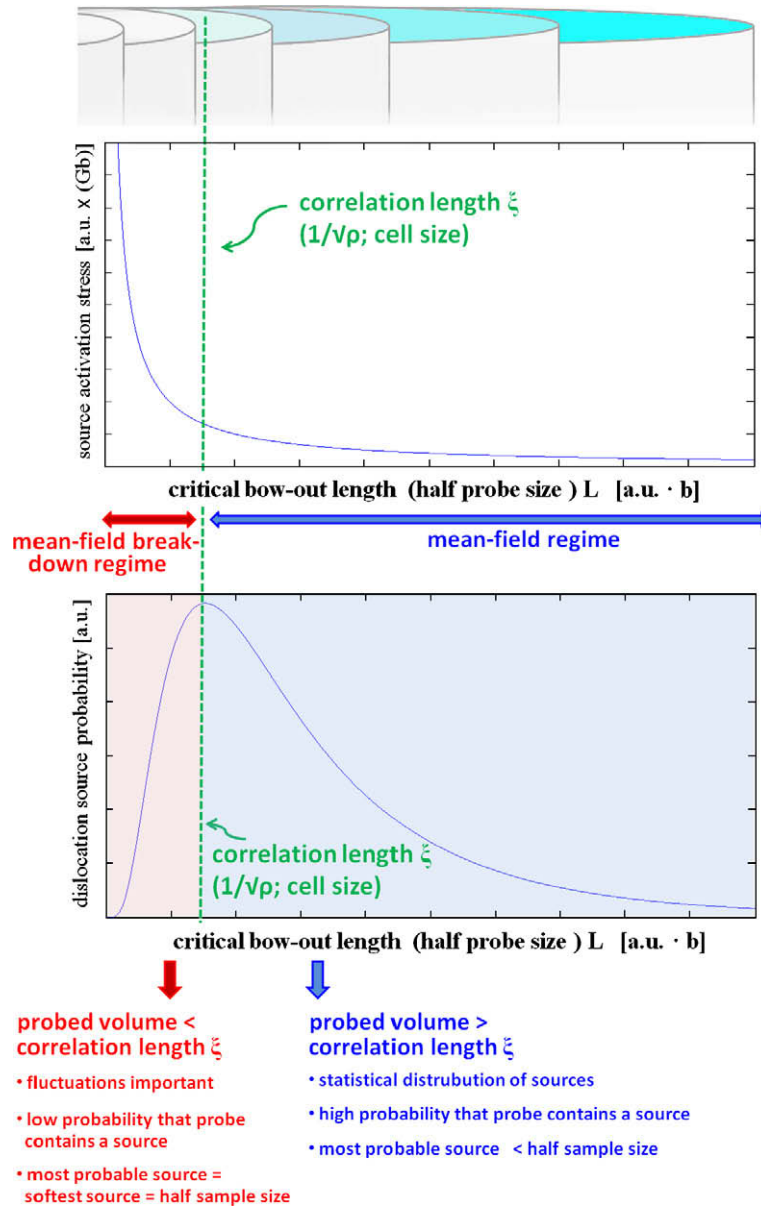 source activation stress [a.u. x (Gb)]
correlation length ξ
(1/√ρ; cell size)
critical bow-out length (half probe size ) L [a.u. · b]
mean-field break-
down regime
mean-field regime
dislocation source probability [a.u.]
correlation length ξ
(1/√ρ; cell size)
critical bow-out length (half probe size ) L [a.u. · b]
probed volume <
correlation length ξ
• fluctuations important
• low probability that probe
contains a source
• most probable source =
softest source = half sample size
probed volume >
correlation length ξ
• statistical distrubution of sources
• high probability that probe contains a source
• most probable source < half sample size